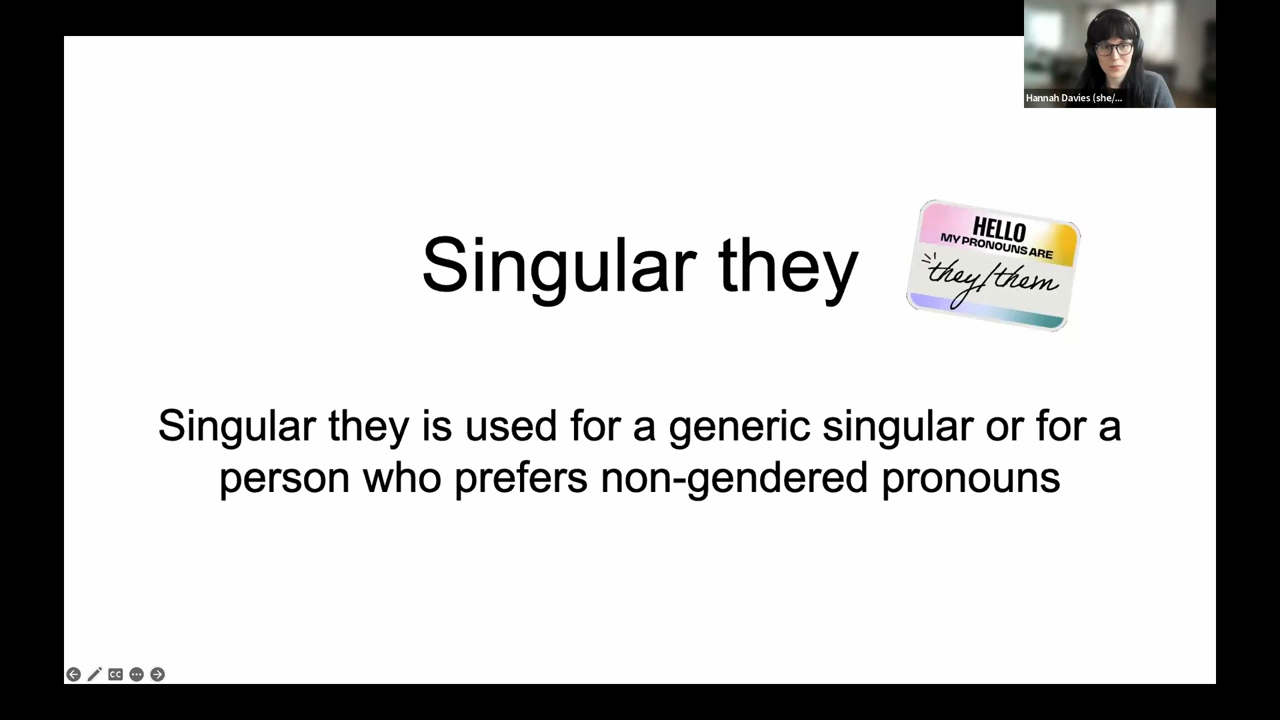 Hannah Davies (she/...
Singular they
HELLO
MY PRONOUNS ARE
they/them
Singular they is used for a generic singular or for a
person who prefers non-gendered pronouns
CC